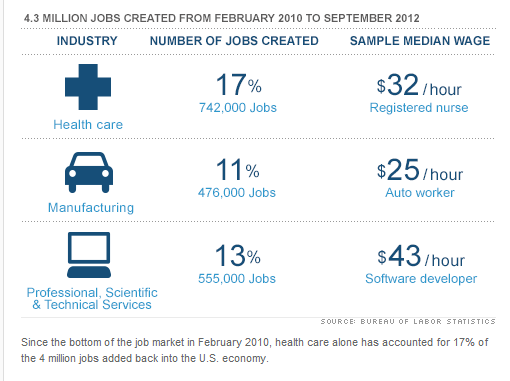 4.3 MILLION JOBS CREATED FROM FEBRUARY 2010 TO SEPTEMBER 2012
INDUSTRY NUMBER OF JOBS CREATED SAMPLE MEDIAN WAGE
17% $32/hour
742,000 Jobs Registered nurse
Health care
11% $25/hour
476,000 Jobs Auto worker
Manufacturing
13% $43/hour
555,000 Jobs Software developer
Professional, Scientific
& Technical Services
SOURCE: BUREAU OF LABOR STATISTICS
Since the bottom of the job market in February 2010, health care alone has accounted for 17% of
the 4 million jobs added back into the U.S. economy.